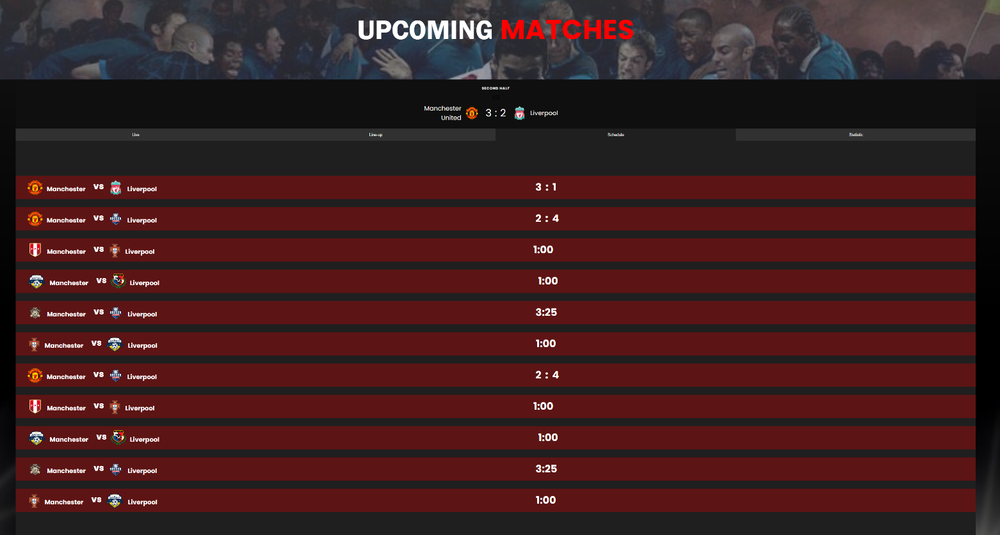 UPCOMING MATCHES
SECOND HALF
VS
Manchester
United
3 : 2
Liverpool
Live
Line-up
Schedule
Statistic
Manchester VS Liverpool 3 : 1
Manchester VS Liverpool 2 : 4
Manchester VS Liverpool 1:00
Manchester VS Liverpool 1:00
Manchester VS Liverpool 3:25
Manchester VS Liverpool 1:00
Manchester VS Liverpool 2 : 4
Manchester VS Liverpool 1:00
Manchester VS Liverpool 1:00
Manchester VS Liverpool 3:25
Manchester VS Liverpool 1:00